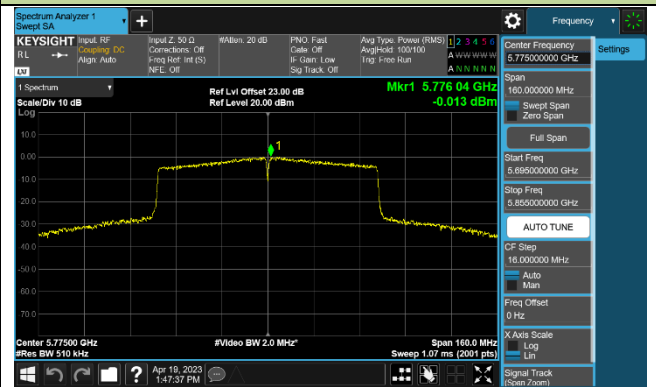 Spectrum Analyzer 1
Swept SA
+
Frequency
KEYSIGHT
RL
LXI
Input: RF
Coupling: DC
Align: Auto
Input Z: 50 Ω
Corrections: Off
Freq Ref: Int (S)
NFE: Off
#Atten: 20 dB
PNO: Fast
Gate: Off
IF Gain: Low
Sig Track: Off
Avg Type: Power (RMS)
Avg|Hold: 100/100
Trig: Free Run
1 2 3 4 5 6
A W W W W W
A N N N N N
1 Spectrum
Scale/Div 10 dB
Log
Ref Lvl Offset 23.00 dB
Ref Level 20.00 dBm
Mkr1 5.776 04 GHz
-0.013 dBm
1
10.0
0.00
-10.0
-20.0
-30.0
-40.0
-50.0
-60.0
-70.0
Center 5.77500 GHz
#Res BW 510 kHz
#Video BW 2.0 MHz*
Span 160.0 MHz
Sweep 1.07 ms (2001 pts)
Apr 19, 2023
1:47:37 PM
Center Frequency
5.775000000 GHz
Settings
Span
160.000000 MHz
Swept Span
Zero Span
Full Span
Start Freq
5.695000000 GHz
Stop Freq
5.855000000 GHz
AUTO TUNE
CF Step
16.000000 MHz
Auto
Man
Freq Offset
0 Hz
X Axis Scale
Log
Lin
Signal Track
(Span Zoom)